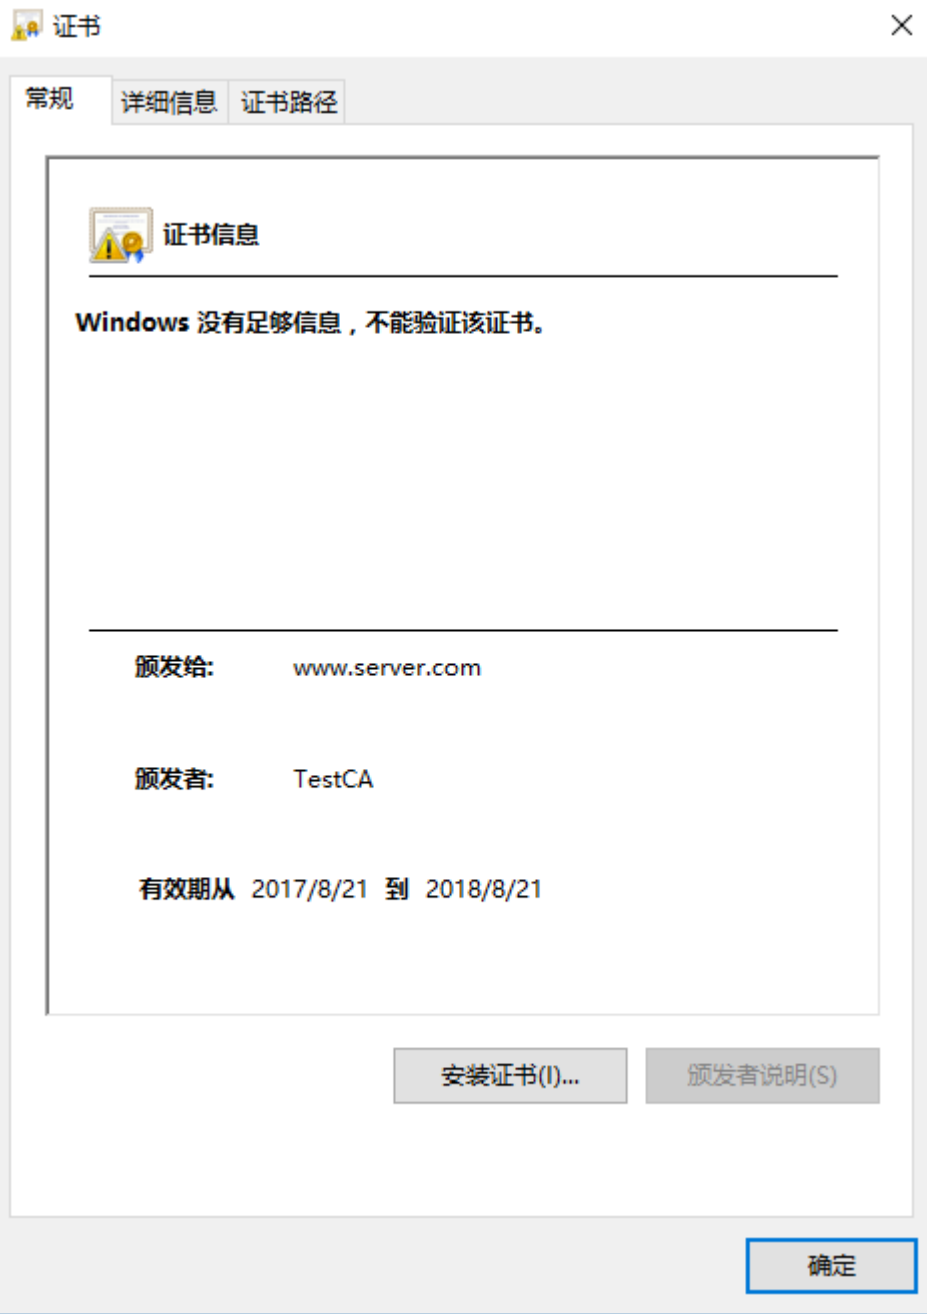 证书
常规 详细信息 证书路径
证书信息
Windows 没有足够信息，不能验证该证书。
颁发给: www.server.com
颁发者: TestCA
有效期从 2017/8/21 到 2018/8/21
安装证书(I)... 颁发者说明(S)
确定